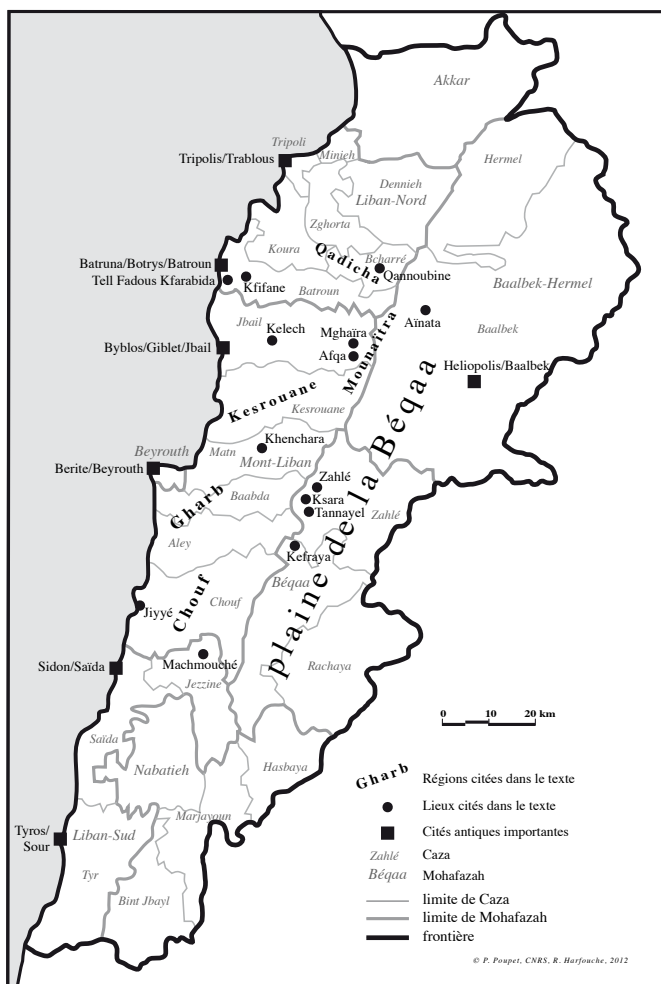 Akkar
Tripoli
Minieh
Tripolis/Trablous
Hermel
Dennieh
Liban-Nord
Zghorta
Koura
Qadicha
Bcharré
Qannoubine
Batruna/Botrys/Batroun
Tell Fadous Kfarabida
Kfifane
Batroun
Baalbek-Hermel
Aïnata
Jbail
Kelech
Mghaïra
Afqa
Mounaïtra
Baalbek
Byblos/Giblet/Jbail
Heliopolis/Baalbek
Kesrouane
Kesrouane
Khenchara
Beyrouth
Matn
Mont-Liban
Berite/Beyrouth
Zahlé
Ksara
Tannayel
Zahlé
Gharb
Baabda
Aley
Kefraya
Béqaa
plaine de la Béqaa
Chouf
Chouf
Jiyyé
Machmouché
Sidon/Saïda
Jezzine
Rachaya
0 10 20 km
Saïda
Nabatieh
Hasbaya
Marjayoun
Tyros/
Sour
Liban-Sud
Tyr
Bint Jbayl
Gharb Régions citées dans le texte
Lieux cités dans le texte
Cités antiques importantes
Zahlé Caza
Béqaa Mohafazah
limite de Caza
limite de Mohafazah
frontière
© P. Poupet, CNRS, R. Harfouche, 2012